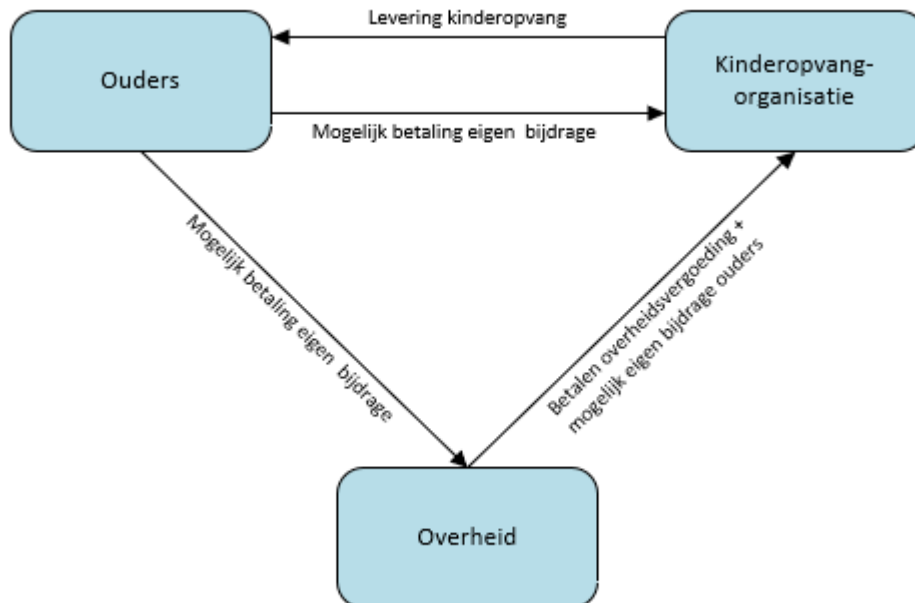 Levering kinderopvang
Ouders
Kinderopvang-
organisatie
Mogelijk betaling eigen  bijdrage
Mogelijk betaling eigen  bijdrage
Betalen overheidsvergoeding +
mogelijk eigen bijdrage ouders
Overheid